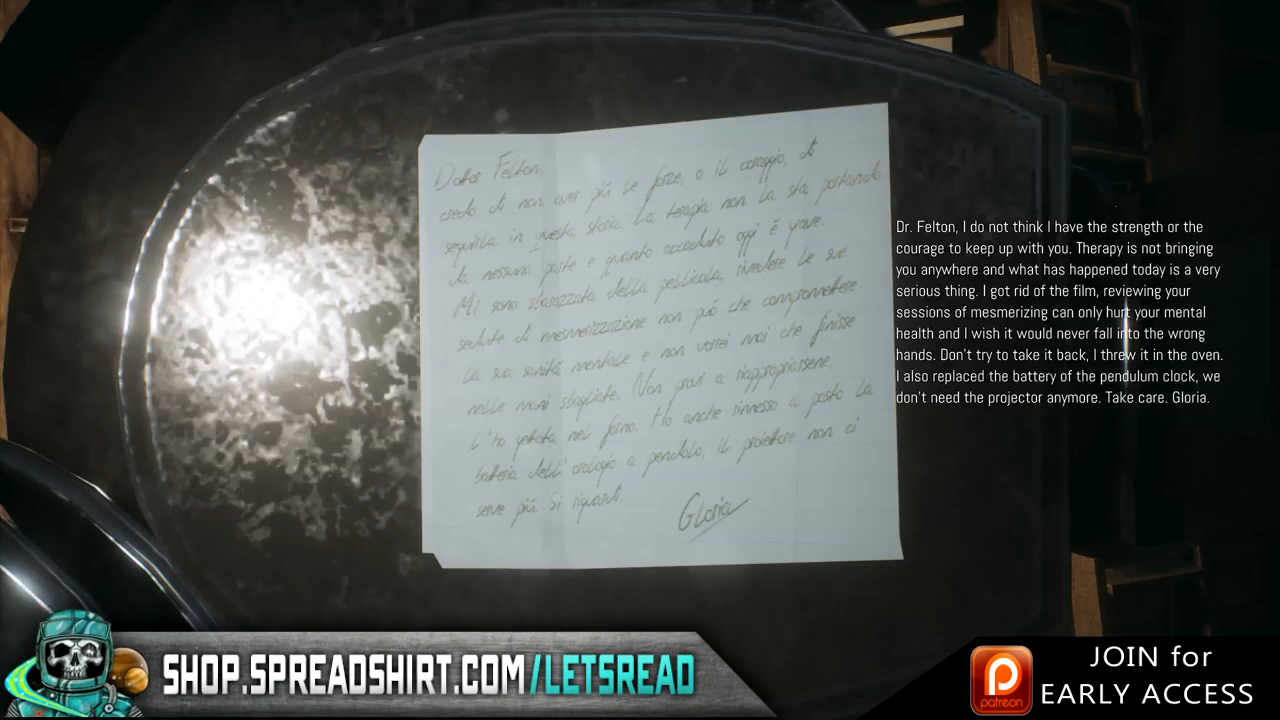 Dottor Felton,
credo di non aver più le forze, o il coraggio, di
seguirla in questa storia. La terapia non la sta portando
da nessuna parte e quanto accaduto oggi è grave.
Mi sono sbarazzata della pellicola, rivedere le sue
sedute di mesmerizzazione non può che compromettere
la sua sanità mentale e non vorrei mai che finisse
nelle mani sbagliate. Non provi a riappropriarsene,
l'ho gettata nel forno. Ho anche rimesso a posto la
batteria dell'orologio a pendolo, il proiettore non ci
serve più. Si riguardi.
Gloria
Dr. Felton, I do not think I have the strength or the
courage to keep up with you. Therapy is not bringing
you anywhere and what has happened today is a very
serious thing. I got rid of the film, reviewing your
sessions of mesmerizing can only hurt your mental
health and I wish it would never fall into the wrong
hands. Don't try to take it back, I threw it in the oven.
I also replaced the battery of the pendulum clock, we
don't need the projector anymore. Take care. Gloria.
SHOP.SPREADSHIRT.COM/LETSREAD
patreon
JOIN for
EARLY ACCESS